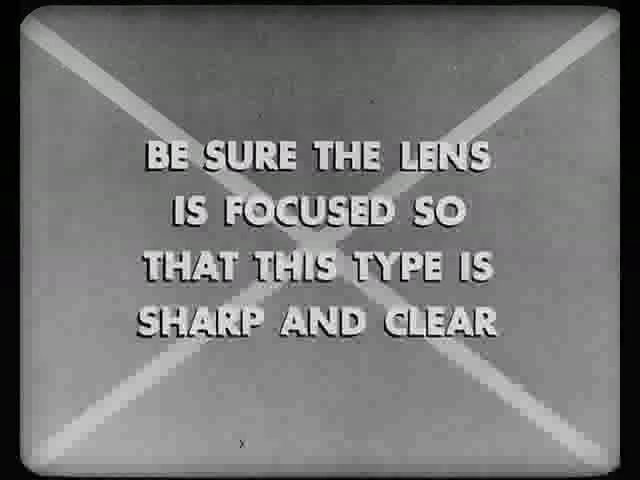 BE SURE THE LENS
IS FOCUSED SO
THAT THIS TYPE IS
SHARP AND CLEAR